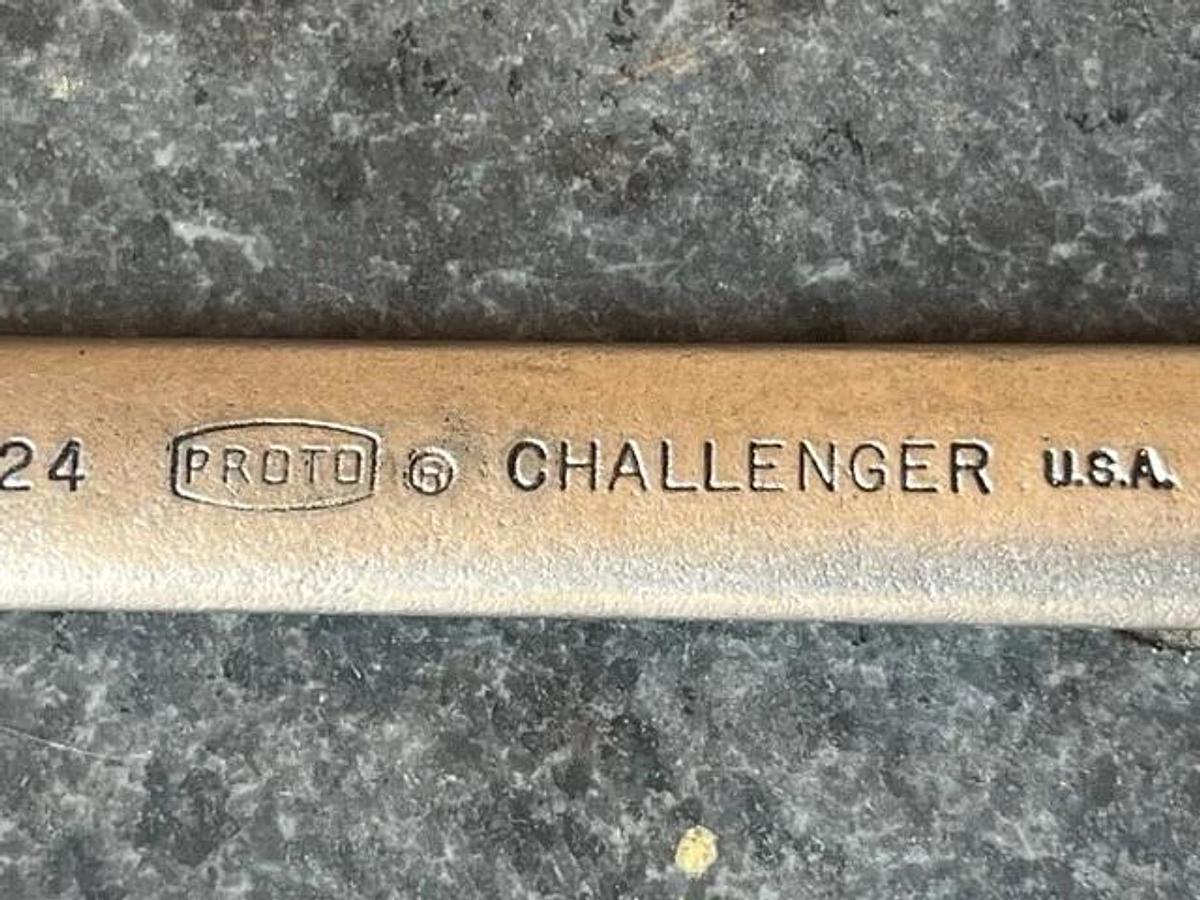 24 PROTO ® CHALLENGER U.S.A.